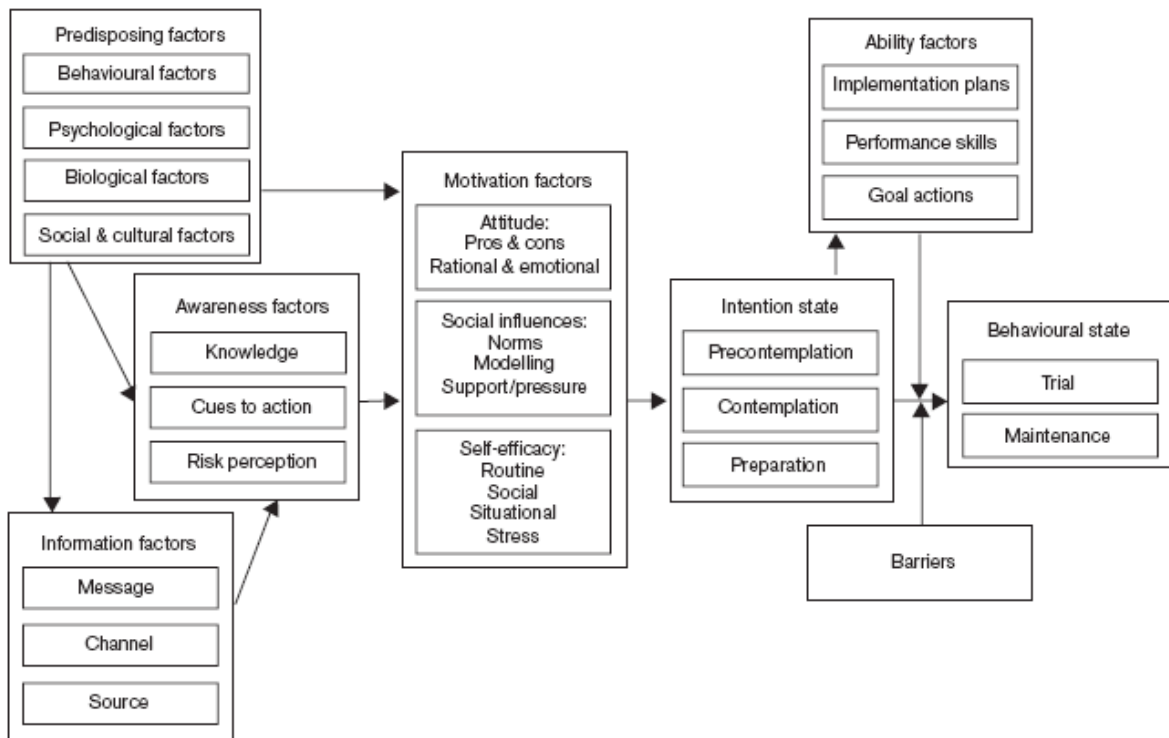 Predisposing factors
Behavioural factors
Psychological factors
Biological factors
Social & cultural factors
Awareness factors
Knowledge
Cues to action
Risk perception
Information factors
Message
Channel
Source
Motivation factors
Attitude:
Pros & cons
Rational & emotional
Social influences:
Norms
Modelling
Support/pressure
Self-efficacy:
Routine
Social
Situational
Stress
Intention state
Precontemplation
Contemplation
Preparation
Ability factors
Implementation plans
Performance skills
Goal actions
Behavioural state
Trial
Maintenance
Barriers